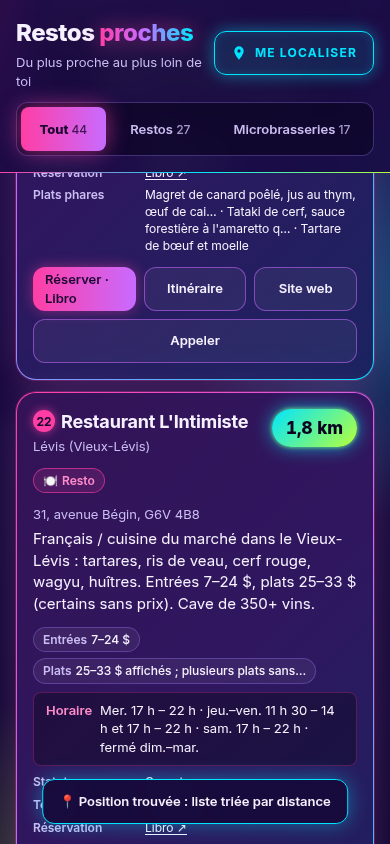 Restos proches
Du plus proche au plus loin de
toi
ME LOCALISER
Tout 44
Restos 27
Microbrasseries 17
Réservation Libro ↗
Plats phares Magret de canard poêlé, jus au thym,
œuf de cai... · Tataki de cerf, sauce
forestière à l'amaretto q... · Tartare
de bœuf et moelle
Réserver ·
Libro
Itinéraire
Site web
Appeler
22 Restaurant L'Intimiste
1,8 km
Lévis (Vieux-Lévis)
🍽️ Resto
31, avenue Bégin, G6V 4B8
Français / cuisine du marché dans le Vieux-
Lévis : tartares, ris de veau, cerf rouge,
wagyu, huîtres. Entrées 7–24 $, plats 25–33 $
(certains sans prix). Cave de 350+ vins.
Entrées 7–24 $
Plats 25–33 $ affichés ; plusieurs plats sans...
Horaire Mer. 17 h – 22 h · jeu.–ven. 11 h 30 – 14
h et 17 h – 22 h · sam. 17 h – 22 h ·
fermé dim.–mar.
📍 Position trouvée : liste triée par distance
Réservation Libro ↗